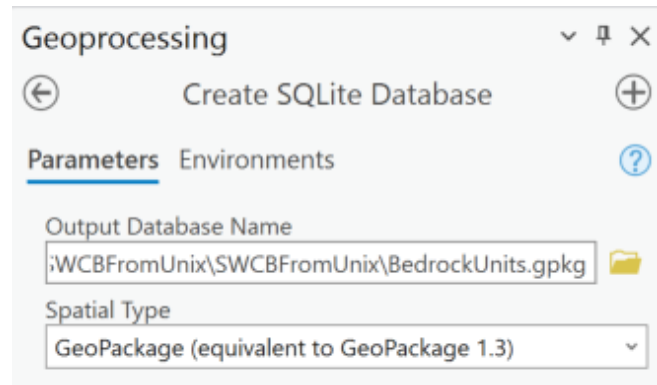 Geoprocessing
Create SQLite Database
Parameters Environments
Output Database Name
WCBFromUnix\SWCBFromUnix\BedrockUnits.gpkg
Spatial Type
GeoPackage (equivalent to GeoPackage 1.3)